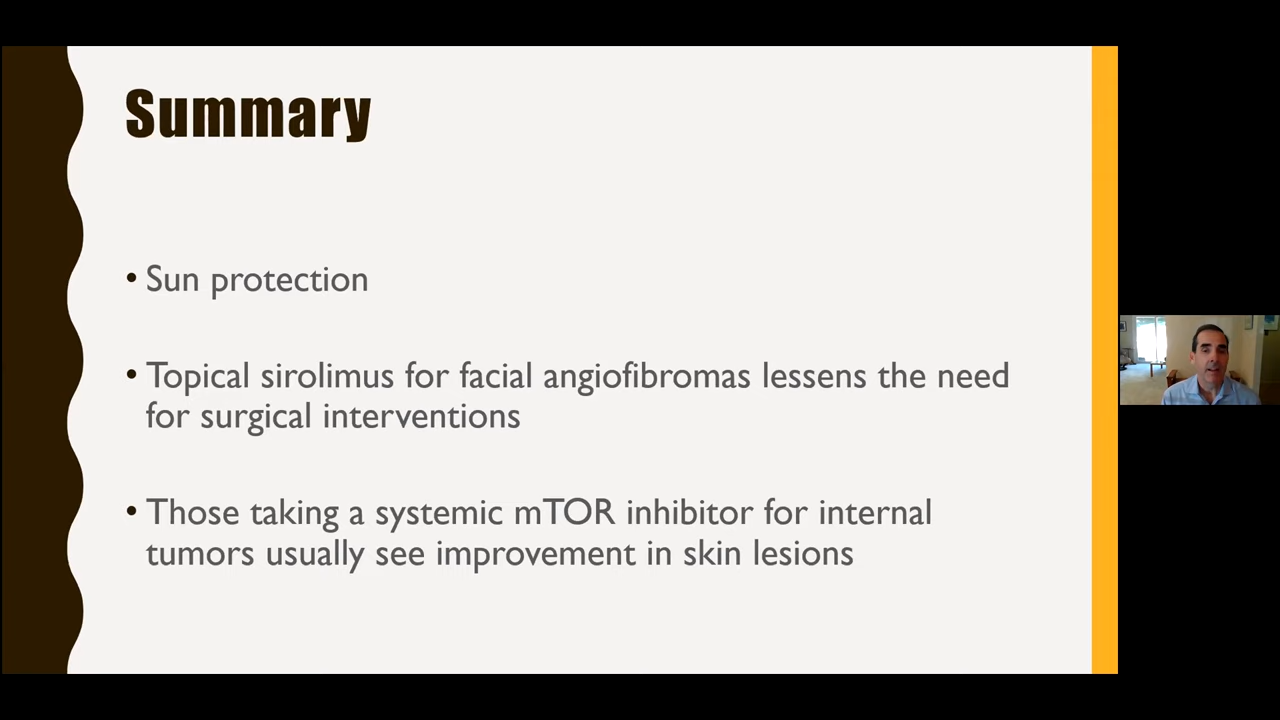 Summary
• Sun protection
• Topical sirolimus for facial angiofibromas lessens the need
for surgical interventions
• Those taking a systemic mTOR inhibitor for internal
tumors usually see improvement in skin lesions